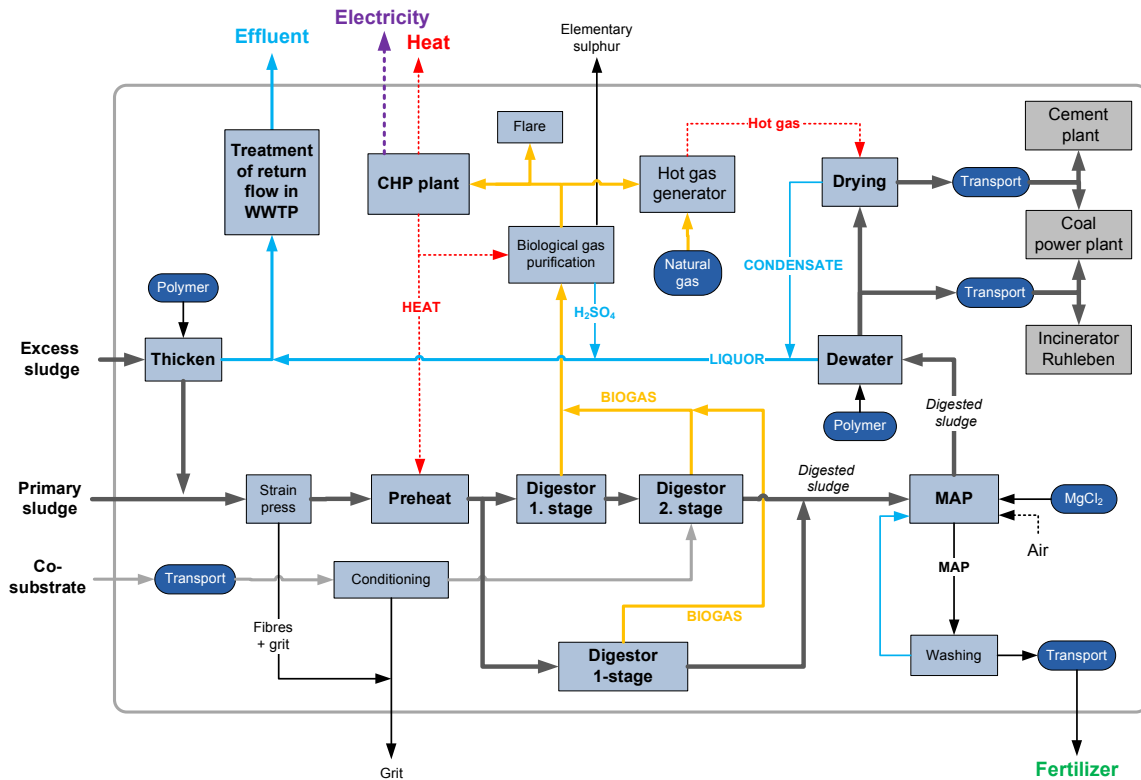 Electricity
Elementary
sulphur
Effluent
Heat
Flare
Hot gas
Cement
plant
Treatment
of return
flow in
WWTP
CHP plant
Hot gas
generator
Drying
Transport
Biological gas
purification
Coal
power plant
Natural
gas
CONDENSATE
Polymer
Transport
HEAT
H₂SO₄
Excess
sludge
Thicken
LIQUOR
Dewater
Incinerator
Ruhleben
BIOGAS
Polymer
Digested
sludge
Primary
sludge
Strain
press
Preheat
Digestor
1. stage
Digestor
2. stage
Digested
sludge
MAP
MgCl₂
Air
Co-
substrate
Transport
Conditioning
MAP
BIOGAS
Fibres
+ grit
Digestor
1-stage
Washing
Transport
Grit
Fertilizer